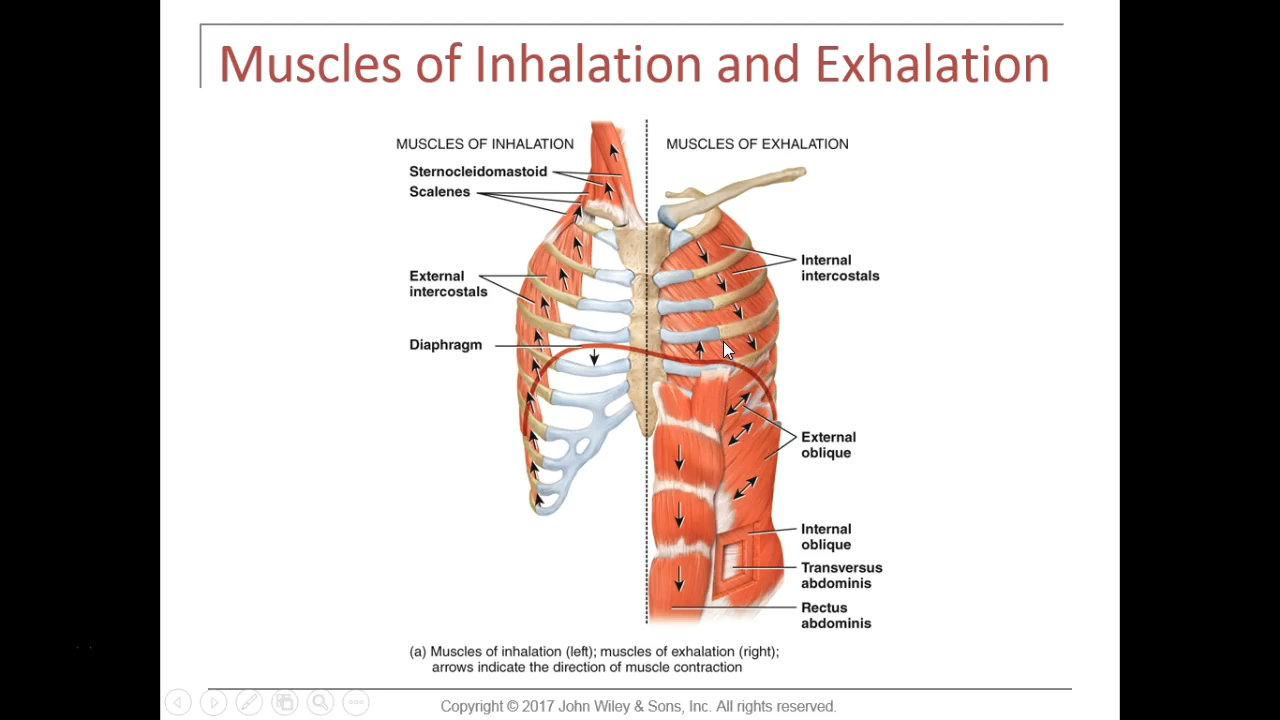 Muscles of Inhalation and Exhalation
MUSCLES OF INHALATION
Sternocleidomastoid
Scalenes
External
intercostals
Diaphragm
MUSCLES OF EXHALATION
Internal
intercostals
External
oblique
Internal
oblique
Transversus
abdominis
Rectus
abdominis
(a) Muscles of inhalation (left); muscles of exhalation (right);
arrows indicate the direction of muscle contraction
Copyright © 2017 John Wiley & Sons, Inc. All rights reserved.